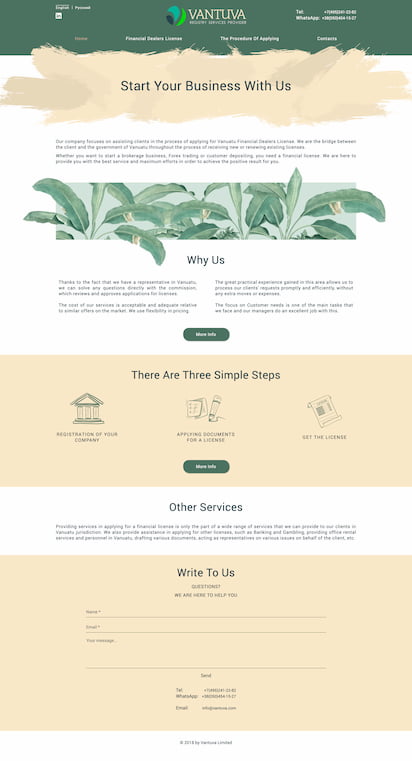 English | Русский
VANTUVA
REGISTRY SERVICES PROVIDER
Tel: +7(495)241-22-82
WhatsApp: +38(050)454-15-27
Home Financial Dealers License The Procedure Of Applying Contacts
Start Your Business With Us
Our company focuses on assisting clients in the process of applying for Vanuatu Financial Dealers License. We are the bridge between
the client and the government of Vanuatu throughout the process of receiving new or renewing existing licenses.
Whether you want to start a brokerage business, Forex trading or customer depositing, you need a financial license. We are here to
provide you with the best service and maximum efforts in order to achieve the positive result for you.
Why Us
Thanks to the fact that we have a representative in Vanuatu,
we can solve any questions directly with the commission,
which reviews and approves applications for licenses.
The cost of our services is acceptable and adequate relative
to similar offers on the market. We use flexibility in pricing.
The great practical experience gained in this area allows us to
process our clients' requests promptly and efficiently, without
any extra moves or expenses.
The focus on Customer needs is one of the main tasks that
we face and our managers do an excellent job with this.
More Info
There Are Three Simple Steps
REGISTRATION OF YOUR
COMPANY
APPLYING DOCUMENTS
FOR A LICENSE
GET THE LICENSE
More Info
Other Services
Providing services in applying for a financial license is only the part of a wide range of services that we can provide to our clients in
Vanuatu jurisdiction. We also provide assistance in applying for other licenses, such as Banking and Gambling, providing office rental
services and personnel in Vanuatu, drafting various documents, acting as representatives on various issues on behalf of the client, etc.
Write To Us
QUESTIONS?
WE ARE HERE TO HELP YOU
Name *
Email *
Your message...
Send
Tel: +7(495)241-22-82
WhatsApp: +38(050)454-15-27
Email: info@vantuva.com
© 2018 by Vantuva Limited